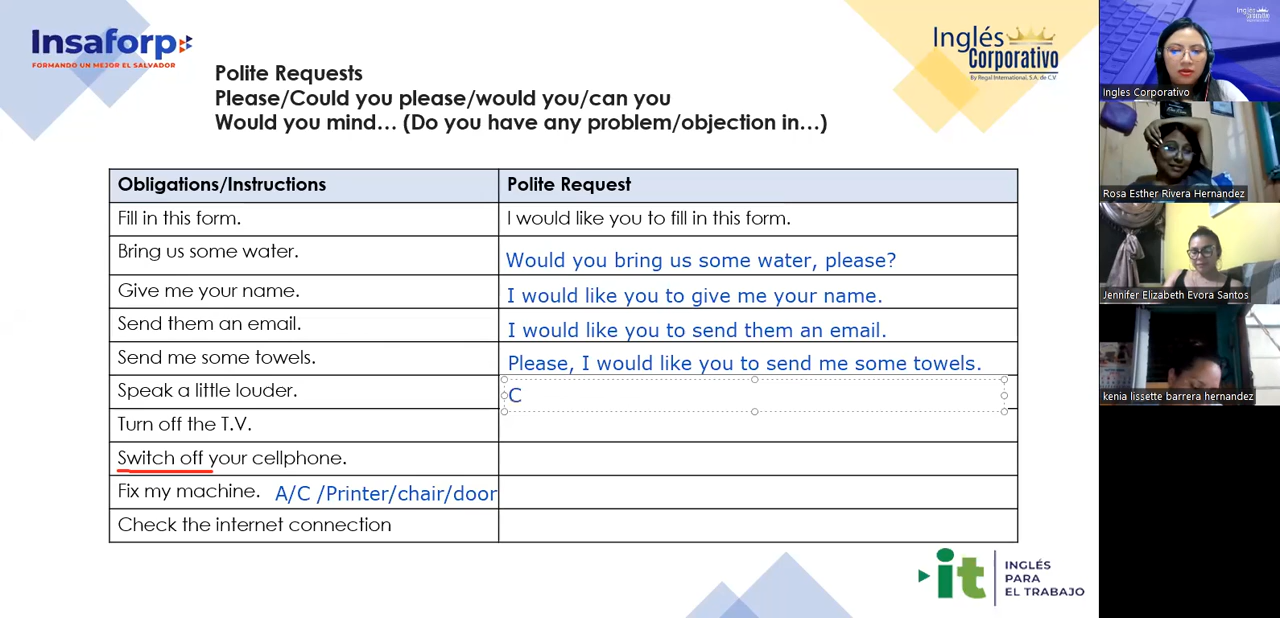 Insaforp
FORMANDO UN MEJOR EL SALVADOR
Inglés
Corporativo
By Regal International, S.A. de C.V
Polite Requests
Please/Could you please/would you/can you
Would you mind… (Do you have any problem/objection in…)
Obligations/Instructions Polite Request
Fill in this form. I would like you to fill in this form.
Bring us some water. Would you bring us some water, please?
Give me your name. I would like you to give me your name.
Send them an email. I would like you to send them an email.
Send me some towels. Please, I would like you to send me some towels.
Speak a little louder. C
Turn off the T.V.
Switch off your cellphone.
Fix my machine. A/C /Printer/chair/door
Check the internet connection
it
INGLÉS
PARA
EL TRABAJO
Ingles Corporativo
Rosa Esther Rivera Hernandez
Jennifer Elizabeth Evora Santos
kenia lissette barrera hernandez